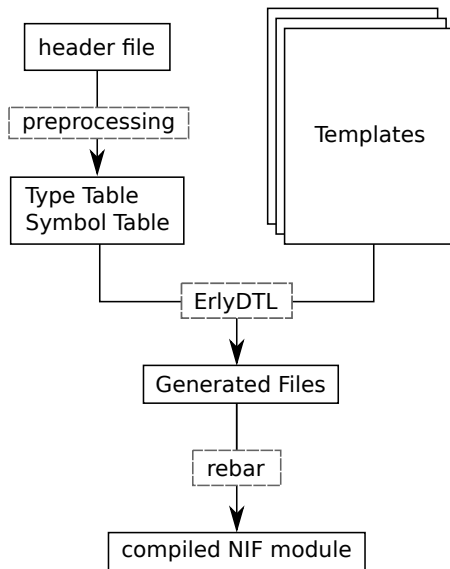 header file
preprocessing
Templates
Type Table
Symbol Table
ErlyDTL
Generated Files
rebar
compiled NIF module